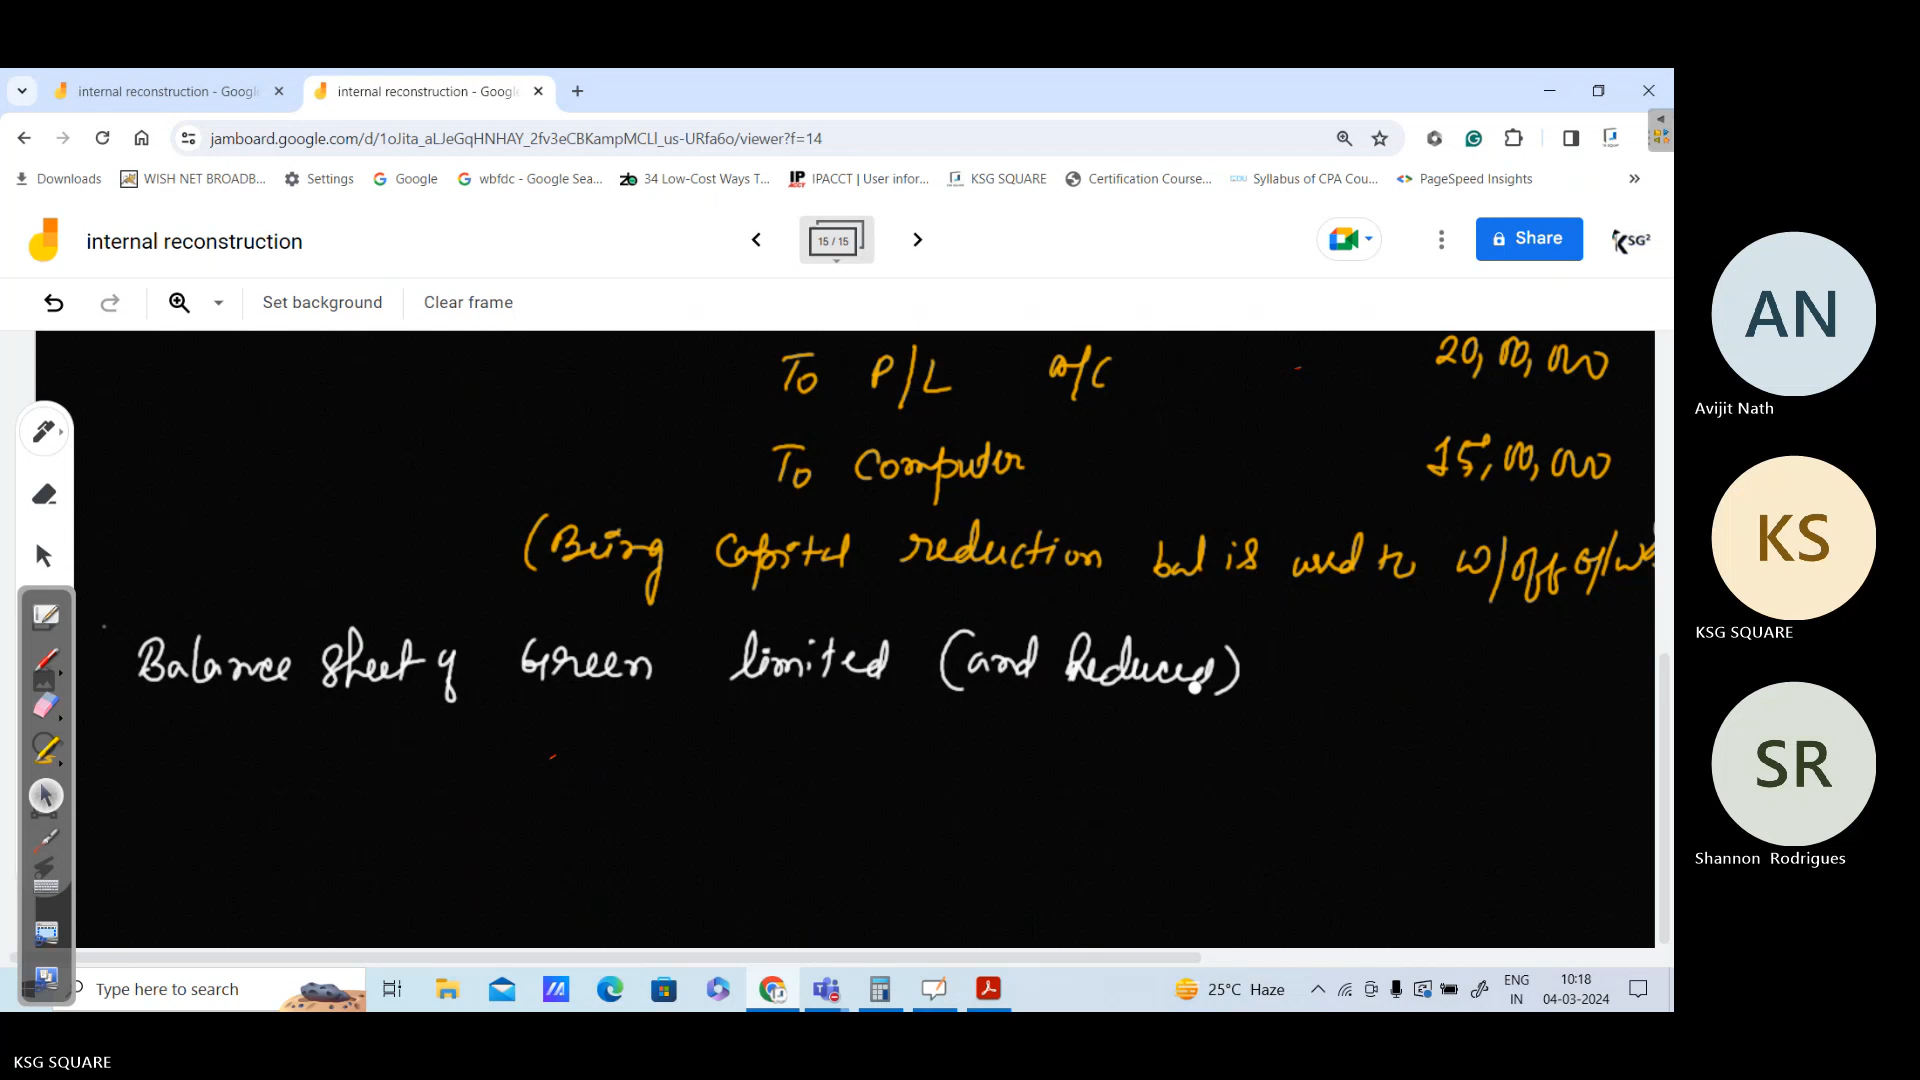 internal reconstruction - Googl
internal reconstruction - Google
jamboard.google.com/d/1oJita_aLJeGqHNHAY_2fv3eCBKampMCLl_us-URfa6o/viewer?f=14
Downloads WISH NET BROADB... Settings Google wbfdc - Google Sea... 34 Low-Cost Ways T... IPACCT | User infor... KSG SQUARE Certification Course... Syllabus of CPA Cou... PageSpeed Insights
internal reconstruction
15 / 15
Share
KSG²
Set background Clear frame
To P/L A/C 20,00,000
To Computer 15,00,000
(Being Capital reduction bal is used to w/off
Balance Sheet of Green limited (and Reduced)
AN
Avijit Nath
KS
KSG SQUARE
SR
Shannon Rodrigues
Type here to search
25°C Haze
ENG
IN
10:18
04-03-2024
KSG SQUARE